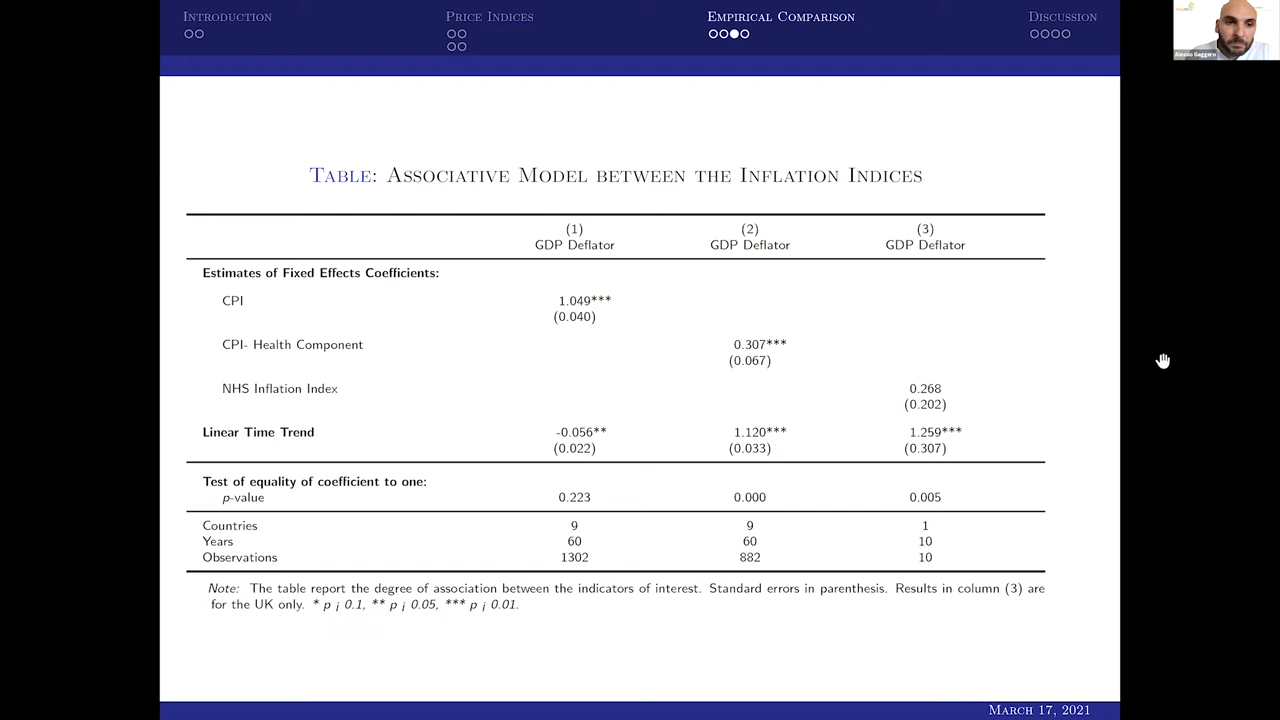 INTRODUCTION PRICE INDICES EMPIRICAL COMPARISON DISCUSSION
Alessio Gaggero
TABLE: ASSOCIATIVE MODEL BETWEEN THE INFLATION INDICES
(1) (2) (3)
GDP Deflator GDP Deflator GDP Deflator
Estimates of Fixed Effects Coefficients:
CPI 1.049***
(0.040)
CPI- Health Component 0.307***
(0.067)
NHS Inflation Index 0.268
(0.202)
Linear Time Trend -0.056** 1.120*** 1.259***
(0.022) (0.033) (0.307)
Test of equality of coefficient to one:
p-value 0.223 0.000 0.005
Countries 9 9 1
Years 60 60 10
Observations 1302 882 10
Note: The table report the degree of association between the indicators of interest. Standard errors in parenthesis. Results in column (3) are
for the UK only. * p ¡ 0.1, ** p ¡ 0.05, *** p ¡ 0.01.
MARCH 17, 2021